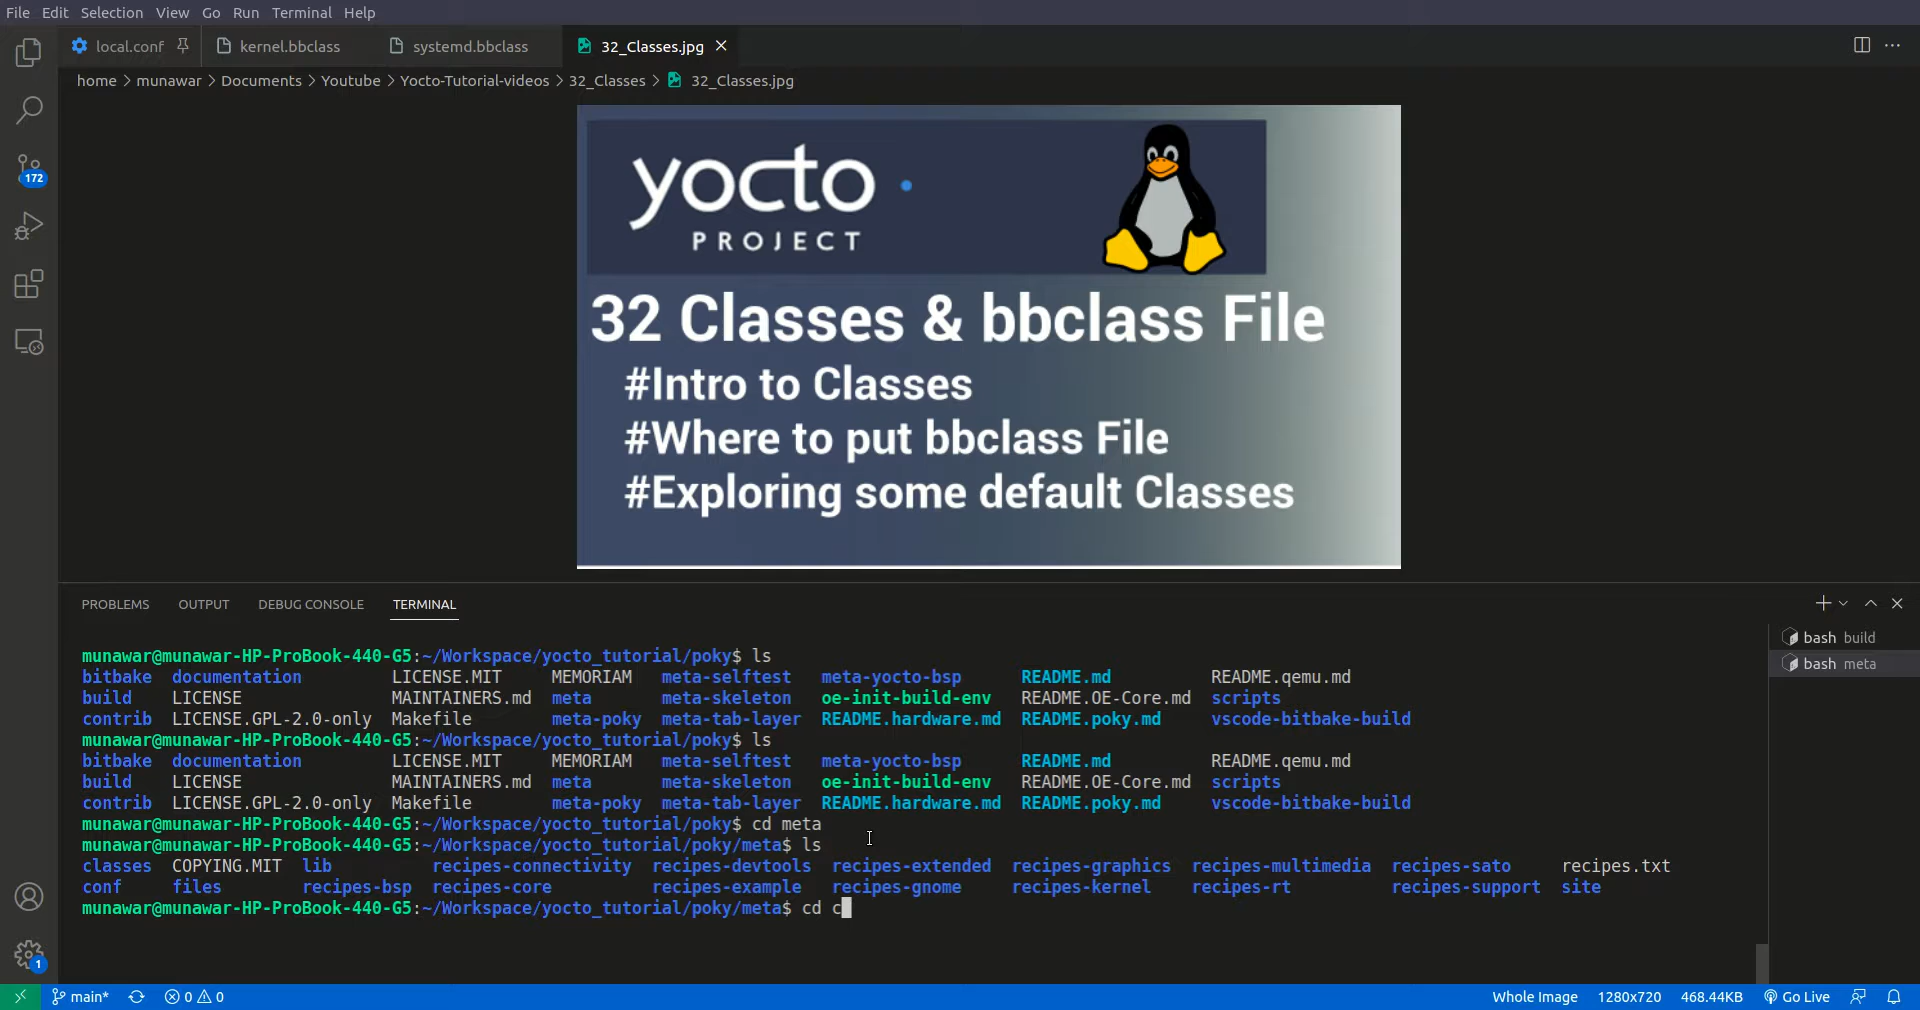 File Edit Selection View Go Run Terminal Help
local.conf kernel.bbclass systemd.bbclass 32_Classes.jpg
home > munawar > Documents > Youtube > Yocto-Tutorial-videos > 32_Classes > 32_Classes.jpg
172
yocto
PROJECT
32 Classes & bbclass File
#Intro to Classes
#Where to put bbclass File
#Exploring some default Classes
PROBLEMS OUTPUT DEBUG CONSOLE TERMINAL
bash build
bash meta
munawar@munawar-HP-ProBook-440-G5:~/Workspace/yocto_tutorial/poky$ ls
bitbake documentation LICENSE.MIT MEMORIAM meta-selftest meta-yocto-bsp README.md README.qemu.md
build LICENSE MAINTAINERS.md meta meta-skeleton oe-init-build-env README.OE-Core.md scripts
contrib LICENSE.GPL-2.0-only Makefile meta-poky meta-tab-layer README.hardware.md README.poky.md vscode-bitbake-build
munawar@munawar-HP-ProBook-440-G5:~/Workspace/yocto_tutorial/poky$ ls
bitbake documentation LICENSE.MIT MEMORIAM meta-selftest meta-yocto-bsp README.md README.qemu.md
build LICENSE MAINTAINERS.md meta meta-skeleton oe-init-build-env README.OE-Core.md scripts
contrib LICENSE.GPL-2.0-only Makefile meta-poky meta-tab-layer README.hardware.md README.poky.md vscode-bitbake-build
munawar@munawar-HP-ProBook-440-G5:~/Workspace/yocto_tutorial/poky$ cd meta
munawar@munawar-HP-ProBook-440-G5:~/Workspace/yocto_tutorial/poky/meta$ ls
classes COPYING.MIT lib recipes-connectivity recipes-devtools recipes-extended recipes-graphics recipes-multimedia recipes-sato recipes.txt
conf files recipes-bsp recipes-core recipes-example recipes-gnome recipes-kernel recipes-rt recipes-support site
munawar@munawar-HP-ProBook-440-G5:~/Workspace/yocto_tutorial/poky/meta$ cd c
1
main* 0 0 Whole Image 1280x720 468.44KB Go Live